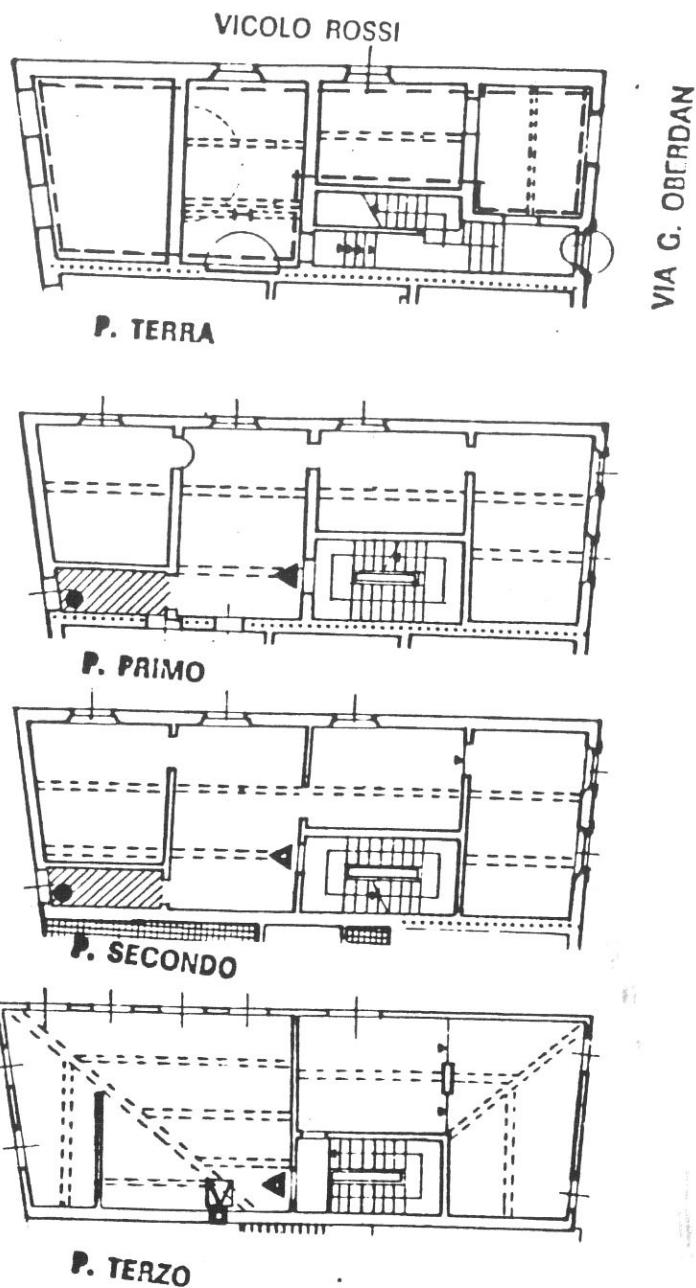 VICOLO ROSSI
VIA G. OBERDAN
P. TERRA
P. PRIMO
P. SECONDO
P. TERZO